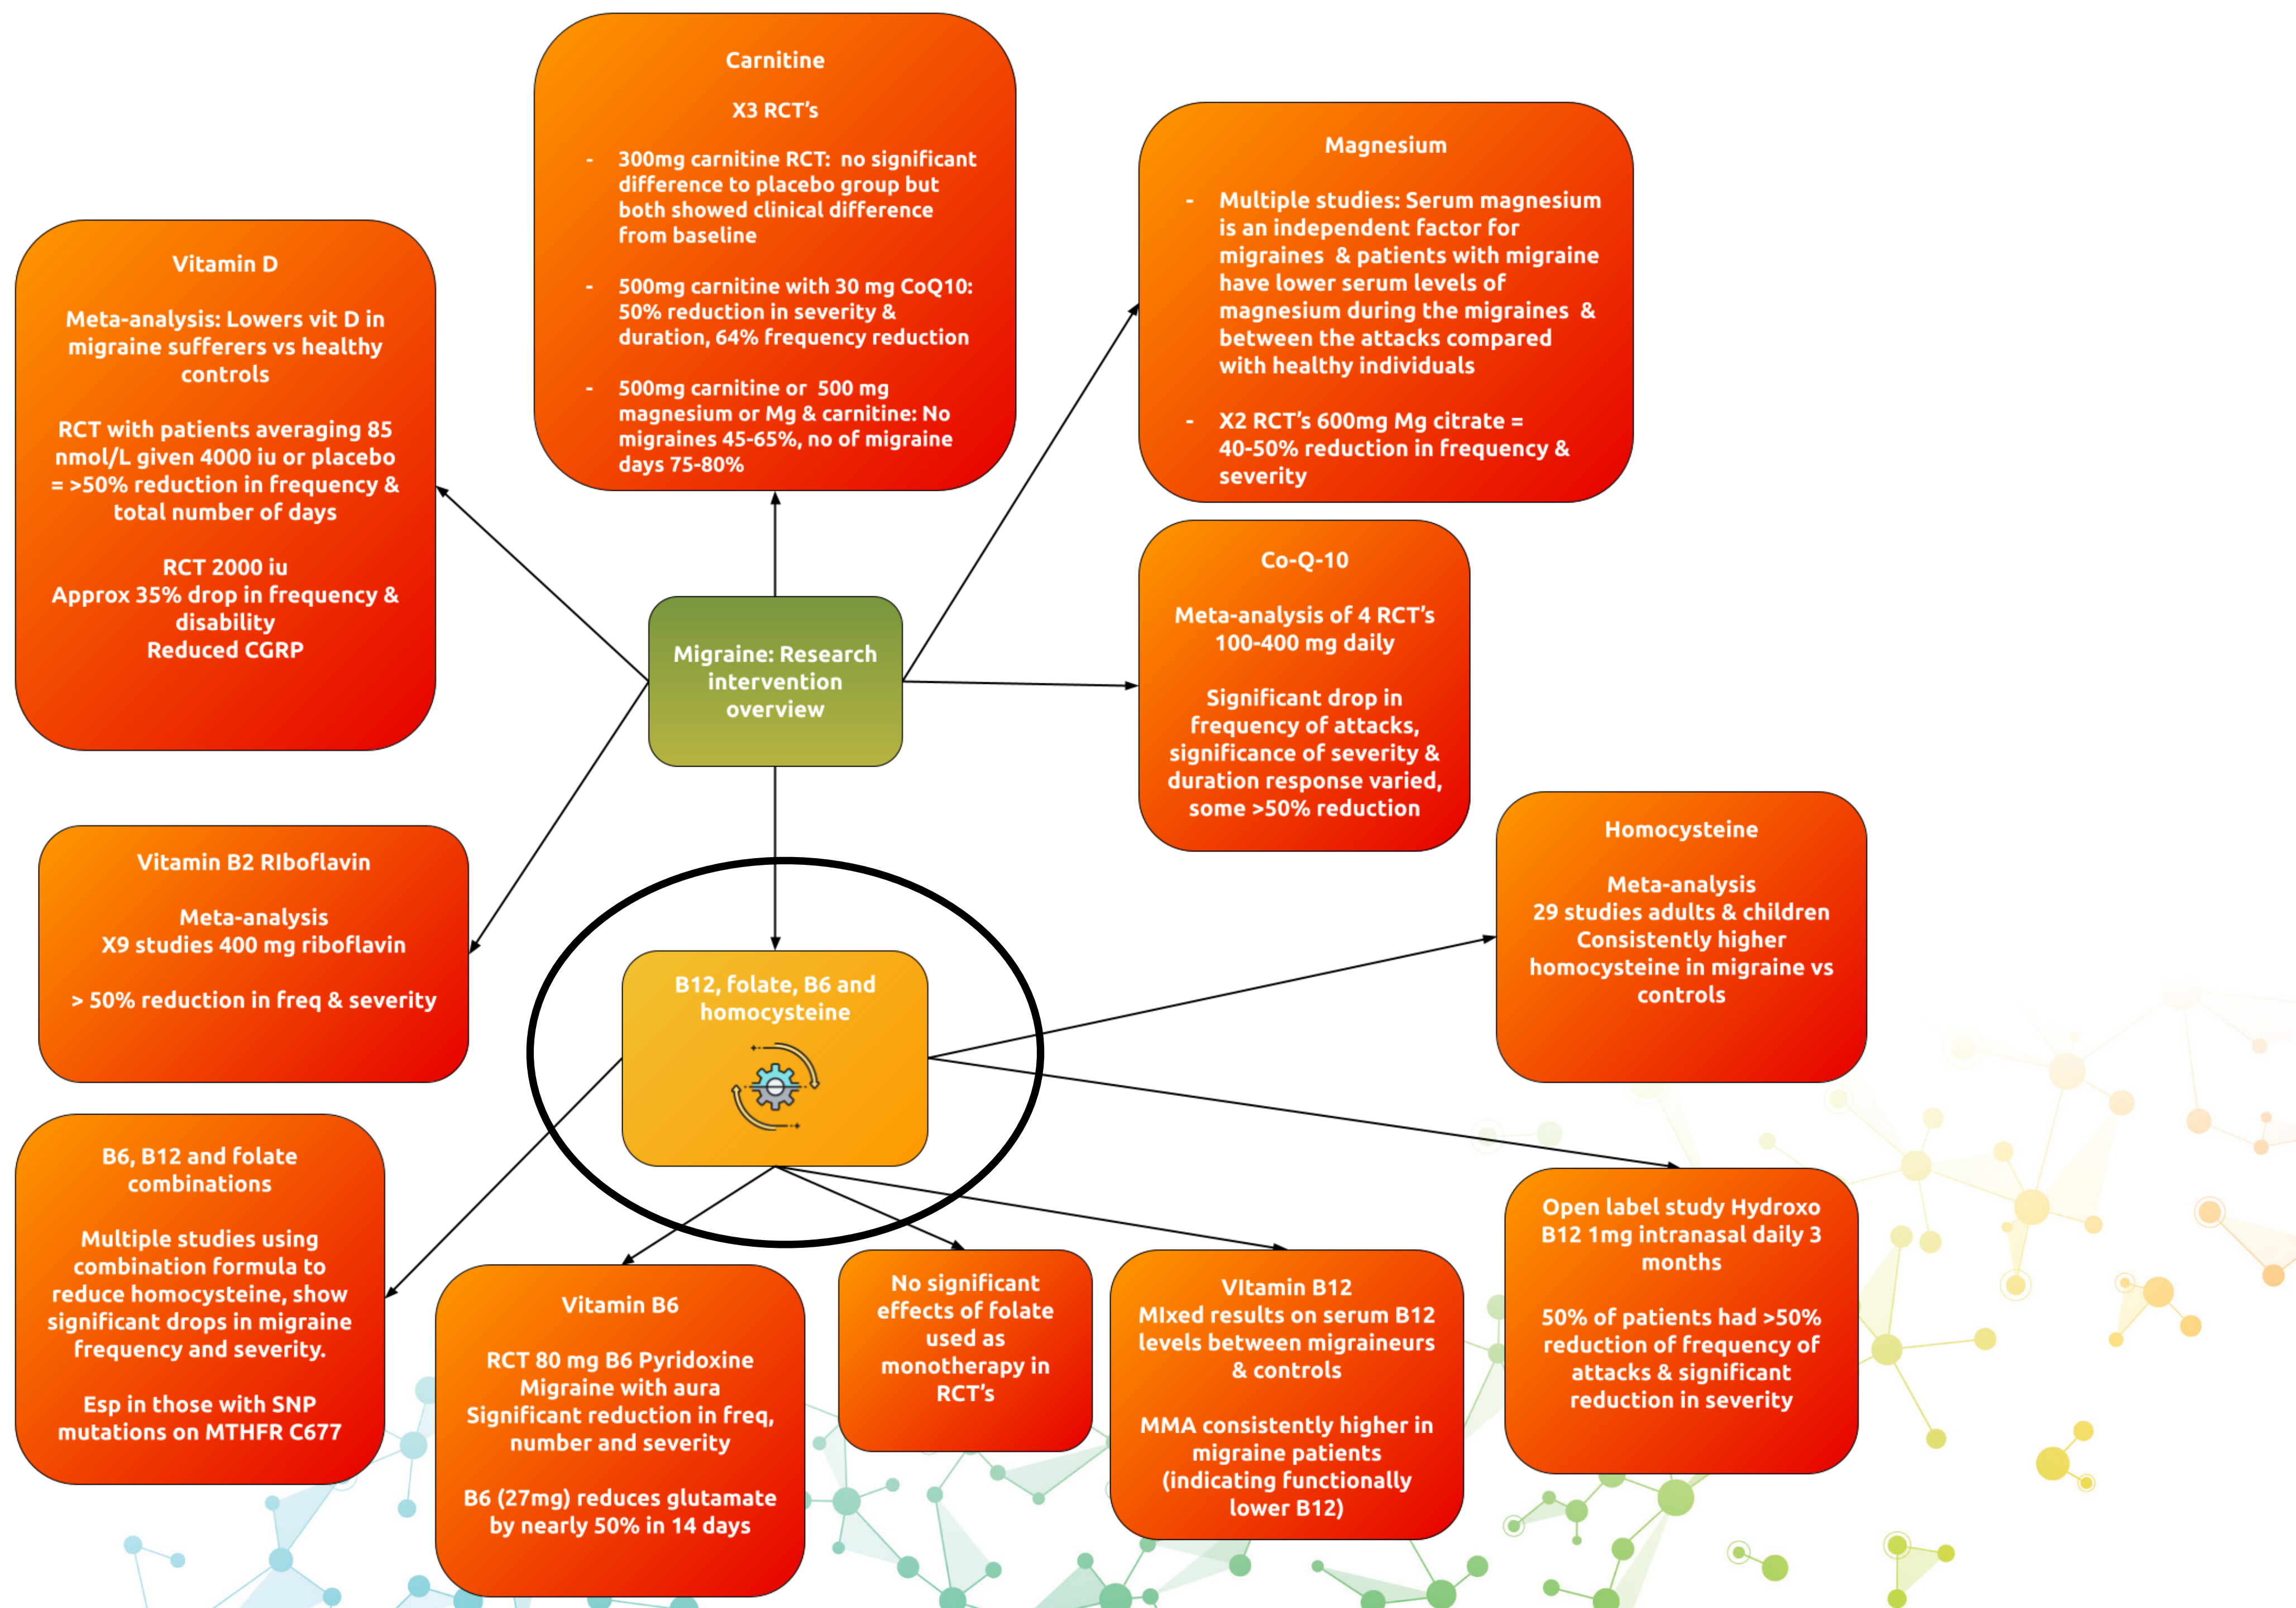 Carnitine
X3 RCT's
- 300mg carnitine RCT:  no significant
difference to placebo group but
both showed clinical difference
from baseline
- 500mg carnitine with 30 mg CoQ10:
50% reduction in severity &
duration, 64% frequency reduction
- 500mg carnitine or  500 mg
magnesium or Mg & carnitine: No
migraines 45-65%, no of migraine
days 75-80%
Magnesium
- Multiple studies: Serum magnesium
is an independent factor for
migraines  & patients with migraine
have lower serum levels of
magnesium during the migraines  &
between the attacks compared
with healthy individuals
- X2 RCT's 600mg Mg citrate =
40-50% reduction in frequency &
severity
Vitamin D
Meta-analysis: Lowers vit D in
migraine sufferers vs healthy
controls
RCT with patients averaging 85
nmol/L given 4000 iu or placebo
= >50% reduction in frequency &
total number of days
RCT 2000 iu
Approx 35% drop in frequency &
disability
Reduced CGRP
Migraine: Research
intervention
overview
Co-Q-10
Meta-analysis of 4 RCT's
100-400 mg daily
Significant drop in
frequency of attacks,
significance of severity &
duration response varied,
some >50% reduction
Vitamin B2 RIboflavin
Meta-analysis
X9 studies 400 mg riboflavin
> 50% reduction in freq & severity
B12, folate, B6 and
homocysteine
Homocysteine
Meta-analysis
29 studies adults & children
Consistently higher
homocysteine in migraine vs
controls
B6, B12 and folate
combinations
Multiple studies using
combination formula to
reduce homocysteine, show
significant drops in migraine
frequency and severity.
Esp in those with SNP
mutations on MTHFR C677
Vitamin B6
RCT 80 mg B6 Pyridoxine
Migraine with aura
Significant reduction in freq,
number and severity
B6 (27mg) reduces glutamate
by nearly 50% in 14 days
No significant
effects of folate
used as
monotherapy in
RCT's
VItamin B12
MIxed results on serum B12
levels between migraineurs
& controls
MMA consistently higher in
migraine patients
(indicating functionally
lower B12)
Open label study Hydroxo
B12 1mg intranasal daily 3
months
50% of patients had >50%
reduction of frequency of
attacks & significant
reduction in severity